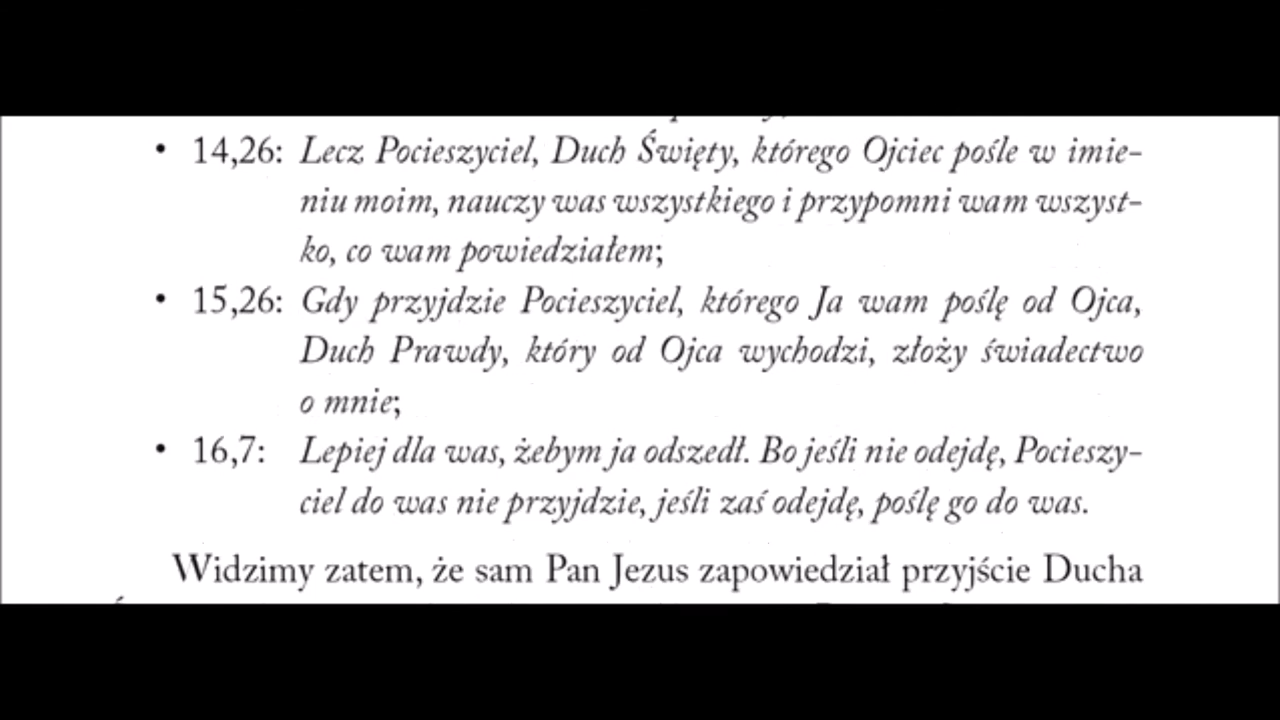 • 14,26: Lecz Pocieszyciel, Duch Święty, którego Ojciec pośle w imie-
niu moim, nauczy was wszystkiego i przypomni wam wszyst-
ko, co wam powiedziałem;
• 15,26: Gdy przyjdzie Pocieszyciel, którego Ja wam poślę od Ojca,
Duch Prawdy, który od Ojca wychodzi, złoży świadectwo
o mnie;
• 16,7: Lepiej dla was, żebym ja odszedł. Bo jeśli nie odejdę, Pocieszy-
ciel do was nie przyjdzie, jeśli zaś odejdę, poślę go do was.
Widzimy zatem, że sam Pan Jezus zapowiedział przyjście Ducha